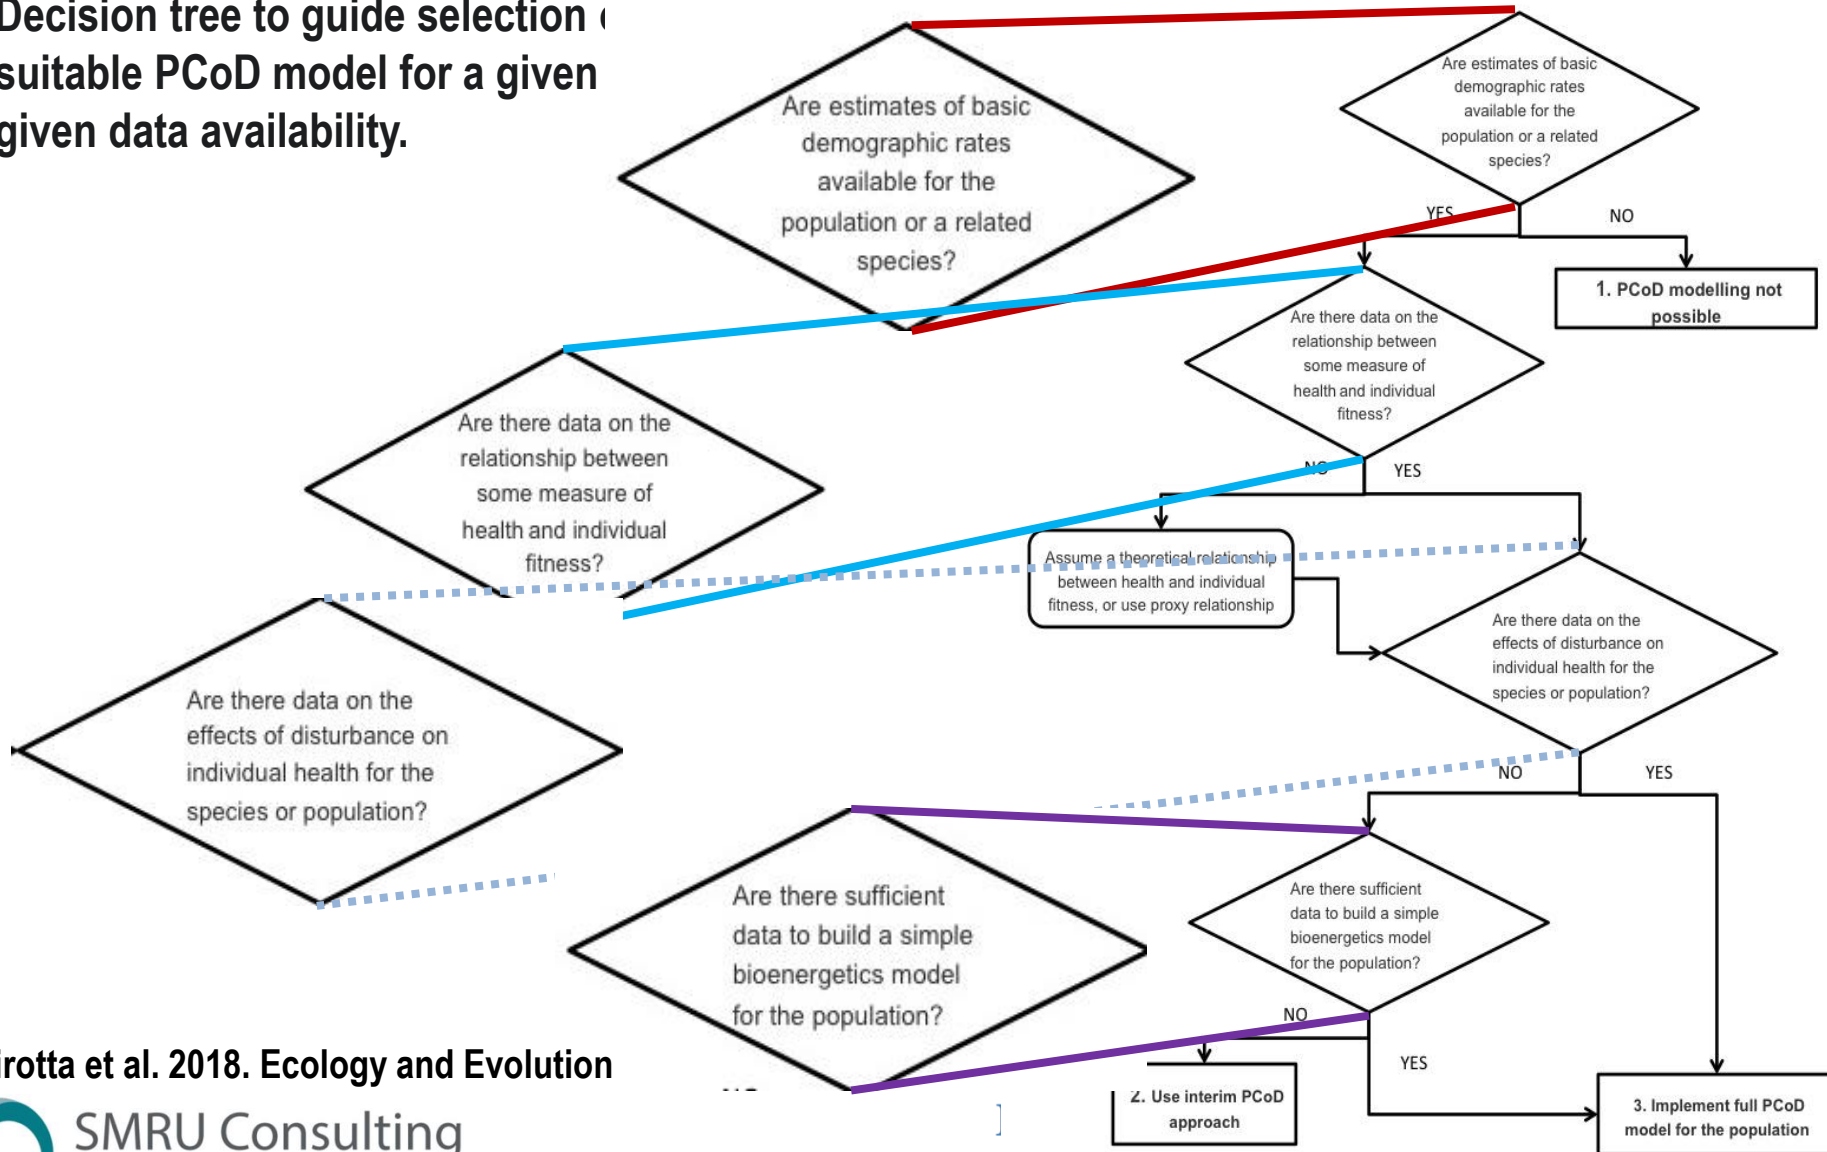 Decision tree to guide selection
suitable PCoD model for a given
given data availability.
Are estimates of basic
demographic rates
available for the
population or a related
species?
Are estimates of basic
demographic rates
available for the
population or a related
species?
YES
NO
1. PCoD modelling not
possible
Are there data on the
relationship between
some measure of
health and individual
fitness?
Are there data on the
relationship between
some measure of
health and individual
fitness?
NO
YES
Assume a theoretical relationship
between health and individual
fitness, or use proxy relationship
Are there data on the
effects of disturbance on
individual health for the
species or population?
Are there data on the
effects of disturbance on
individual health for the
species or population?
NO
YES
Are there sufficient
data to build a simple
bioenergetics model
for the population?
Are there sufficient
data to build a simple
bioenergetics model
for the population?
NO
YES
2. Use interim PCoD
approach
3. Implement full PCoD
model for the population
irotta et al. 2018. Ecology and Evolution
SMRU Consulting